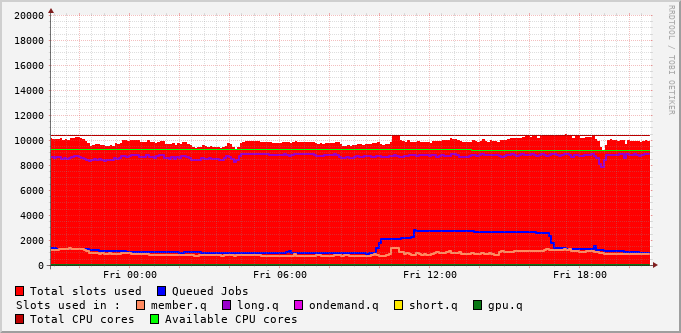 20000
18000
16000
14000
12000
10000
8000
6000
4000
2000
0
Fri 00:00 Fri 06:00 Fri 12:00 Fri 18:00
RRDTOOL / TOBI OETIKER
Total slots used Queued Jobs
Slots used in : member.q long.q ondemand.q short.q gpu.q
Total CPU cores Available CPU cores